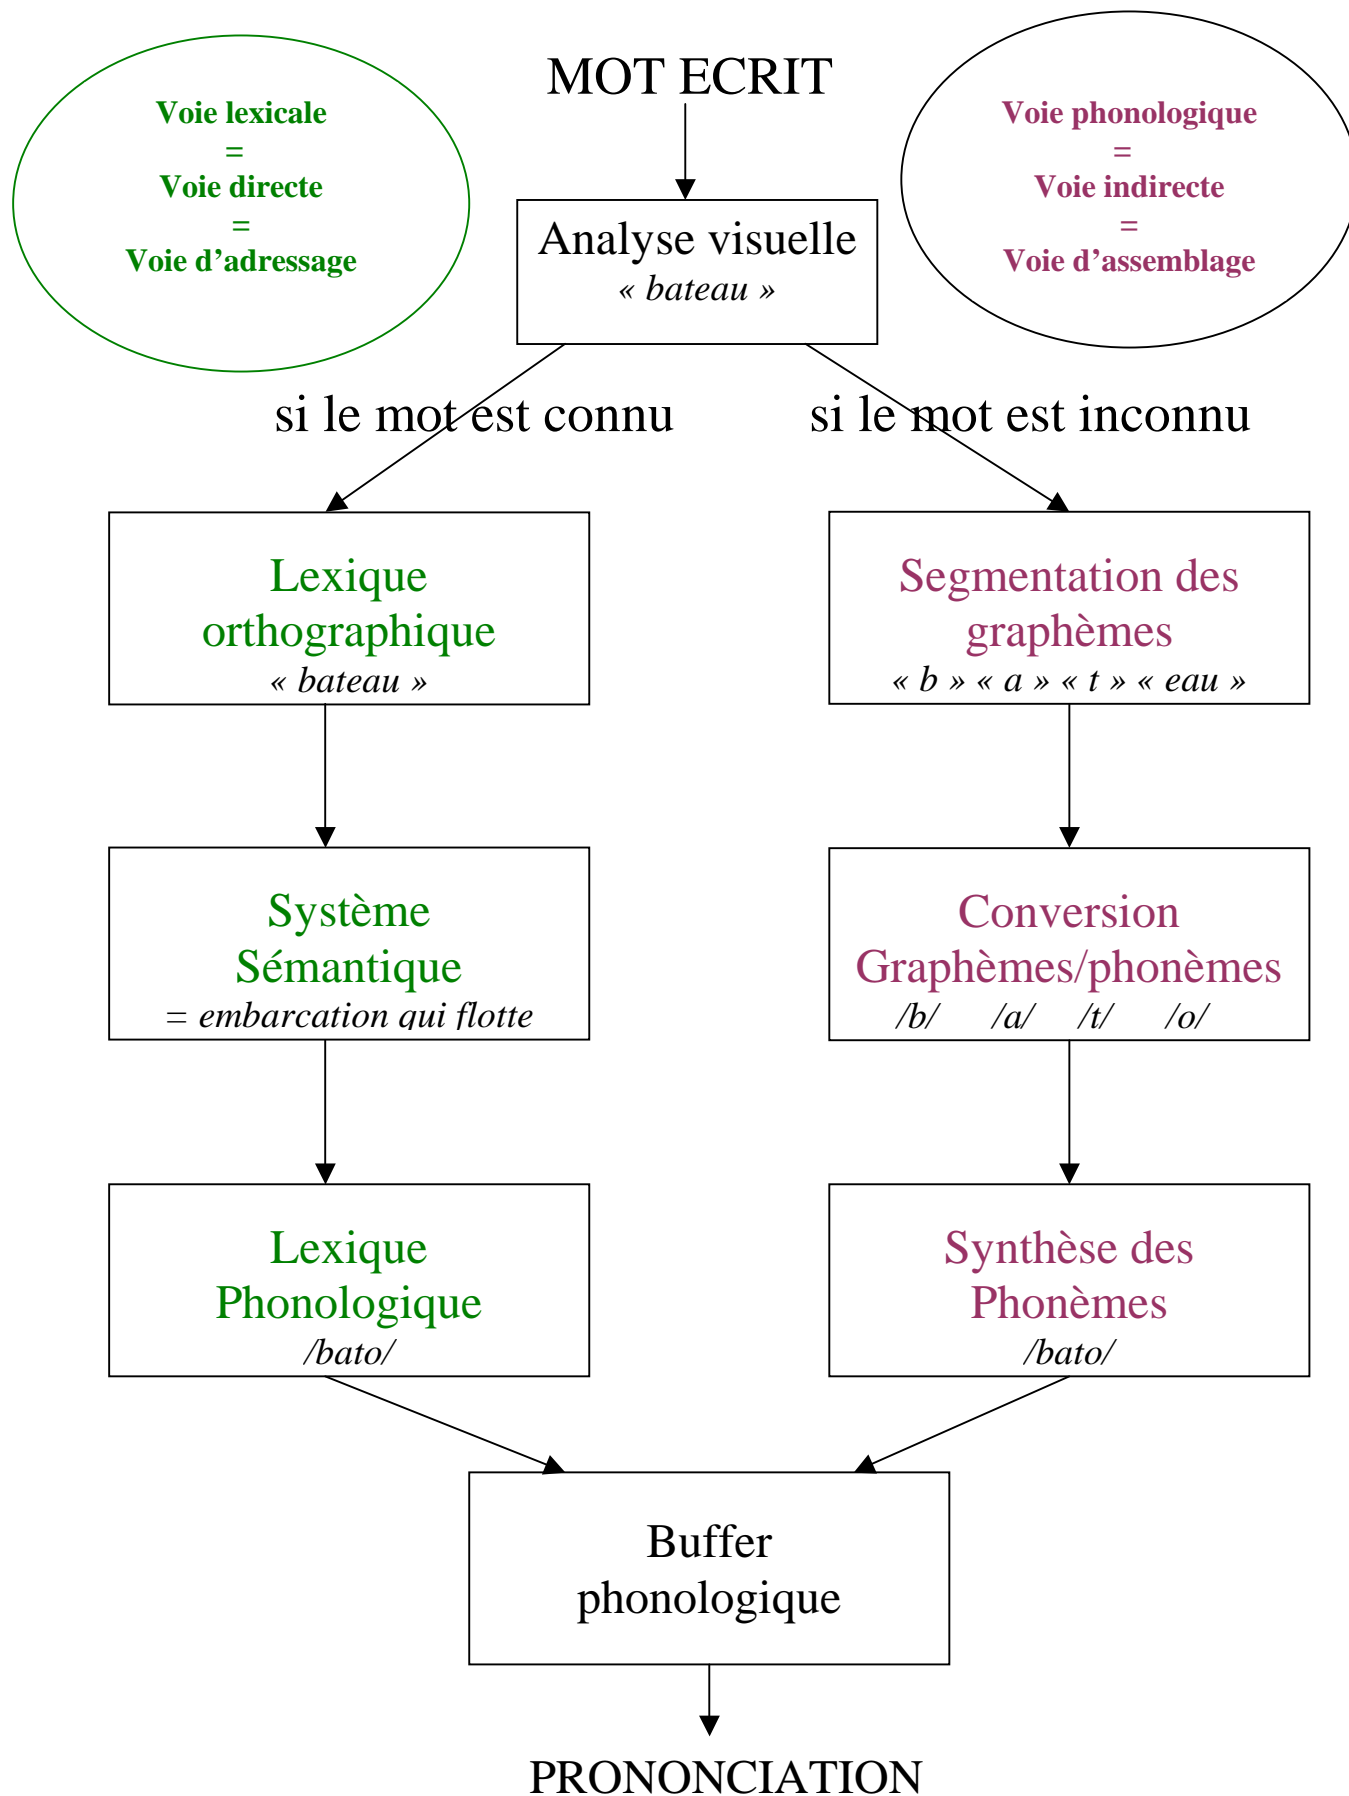 MOT ECRIT
Voie lexicale
=
Voie directe
=
Voie d’adressage
Voie phonologique
=
Voie indirecte
=
Voie d’assemblage
Analyse visuelle
« bateau »
si le mot est connu
si le mot est inconnu
Lexique
orthographique
« bateau »
Segmentation des
graphèmes
« b » « a » « t » « eau »
Système
Sémantique
= embarcation qui flotte
Conversion
Graphèmes/phonèmes
/b/ /a/ /t/ /o/
Lexique
Phonologique
/bato/
Synthèse des
Phonèmes
/bato/
Buffer
phonologique
PRONONCIATION